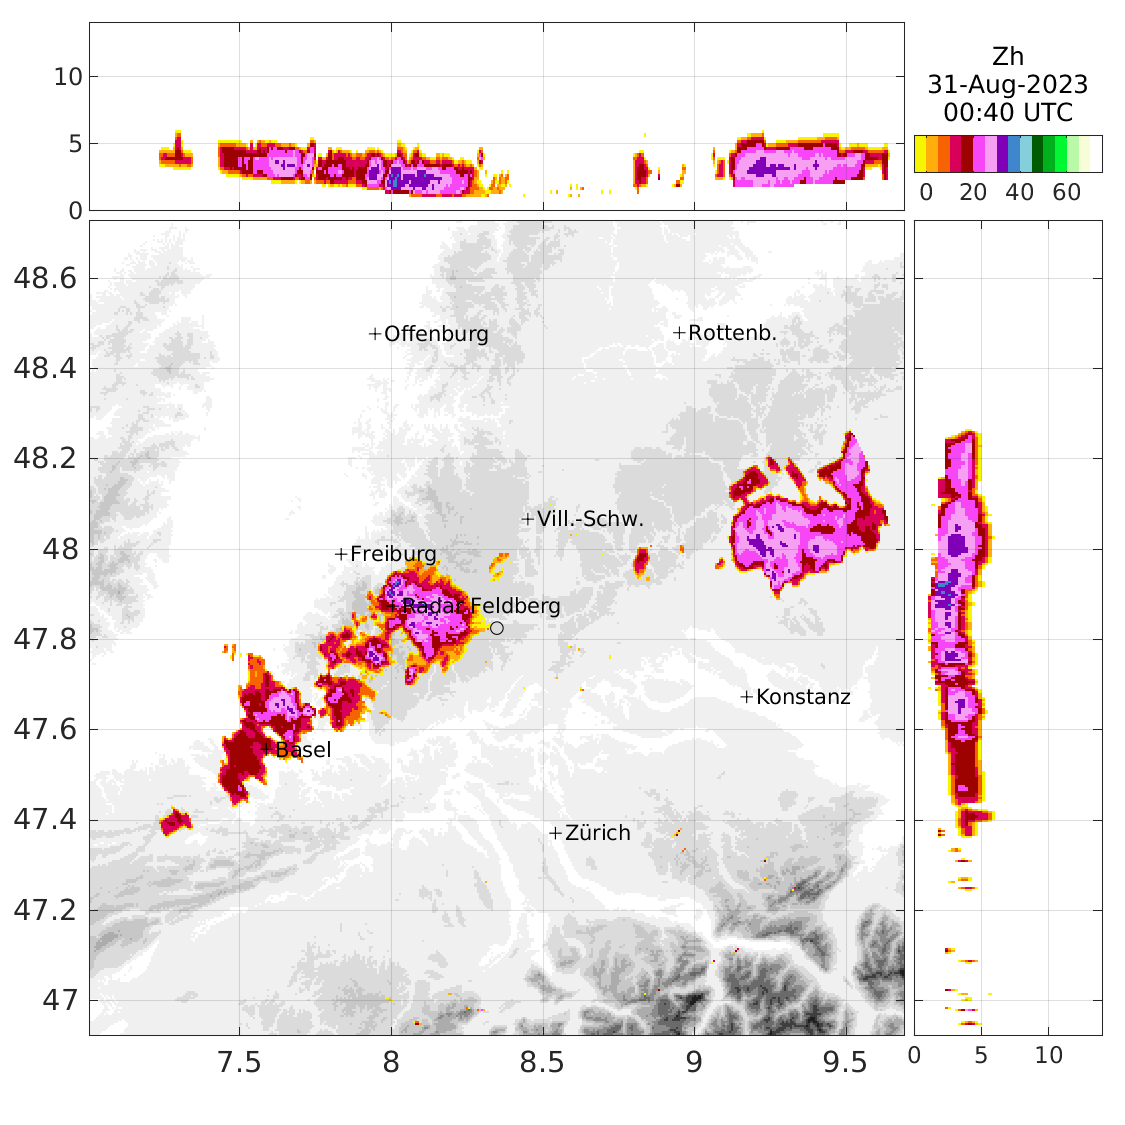 10
5
0
Zh
31-Aug-2023
00:40 UTC
0 20 40 60
48.6
48.4
48.2
48
47.8
47.6
47.4
47.2
47
+Offenburg
+Rottenb.
+Vill.-Schw.
+Freiburg
+Radar Feldberg
+Konstanz
+Basel
+Zürich
7.5 8 8.5 9 9.5
0 5 10